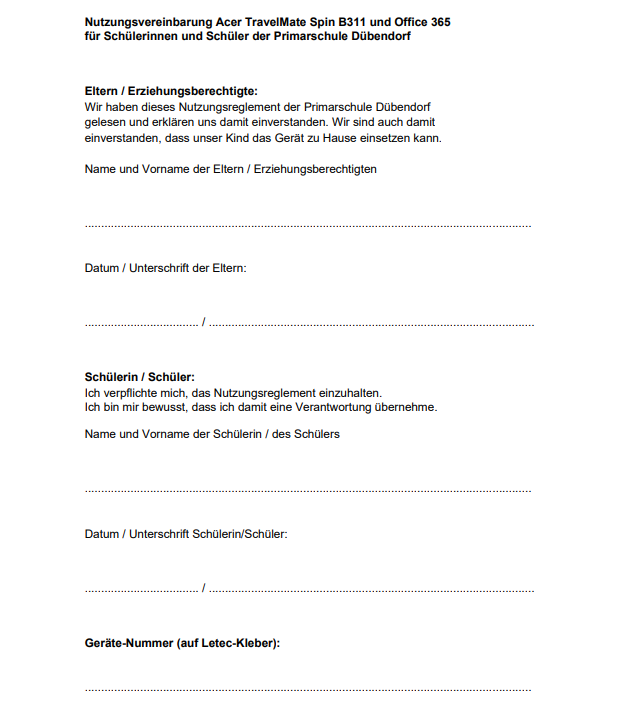 Nutzungsvereinbarung Acer TravelMate Spin B311 und Office 365
für Schülerinnen und Schüler der Primarschule Dübendorf
Eltern / Erziehungsberechtigte:
Wir haben dieses Nutzungsreglement der Primarschule Dübendorf
gelesen und erklären uns damit einverstanden. Wir sind auch damit
einverstanden, dass unser Kind das Gerät zu Hause einsetzen kann.
Name und Vorname der Eltern / Erziehungsberechtigten
..........................................................................................................................................
Datum / Unterschrift der Eltern:
................................... / ....................................................................................................
Schülerin / Schüler:
Ich verpflichte mich, das Nutzungsreglement einzuhalten.
Ich bin mir bewusst, dass ich damit eine Verantwortung übernehme.
Name und Vorname der Schülerin / des Schülers
..........................................................................................................................................
Datum / Unterschrift Schülerin/Schüler:
................................... / ....................................................................................................
Geräte-Nummer (auf Letec-Kleber):
..........................................................................................................................................